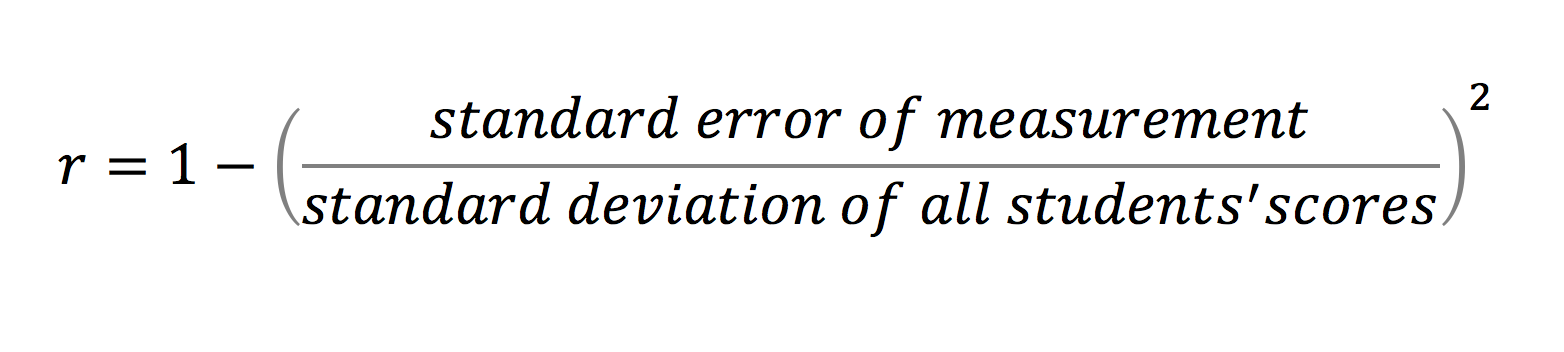 r = 1 − (standard error of measurement / standard deviation of all students'scores)²